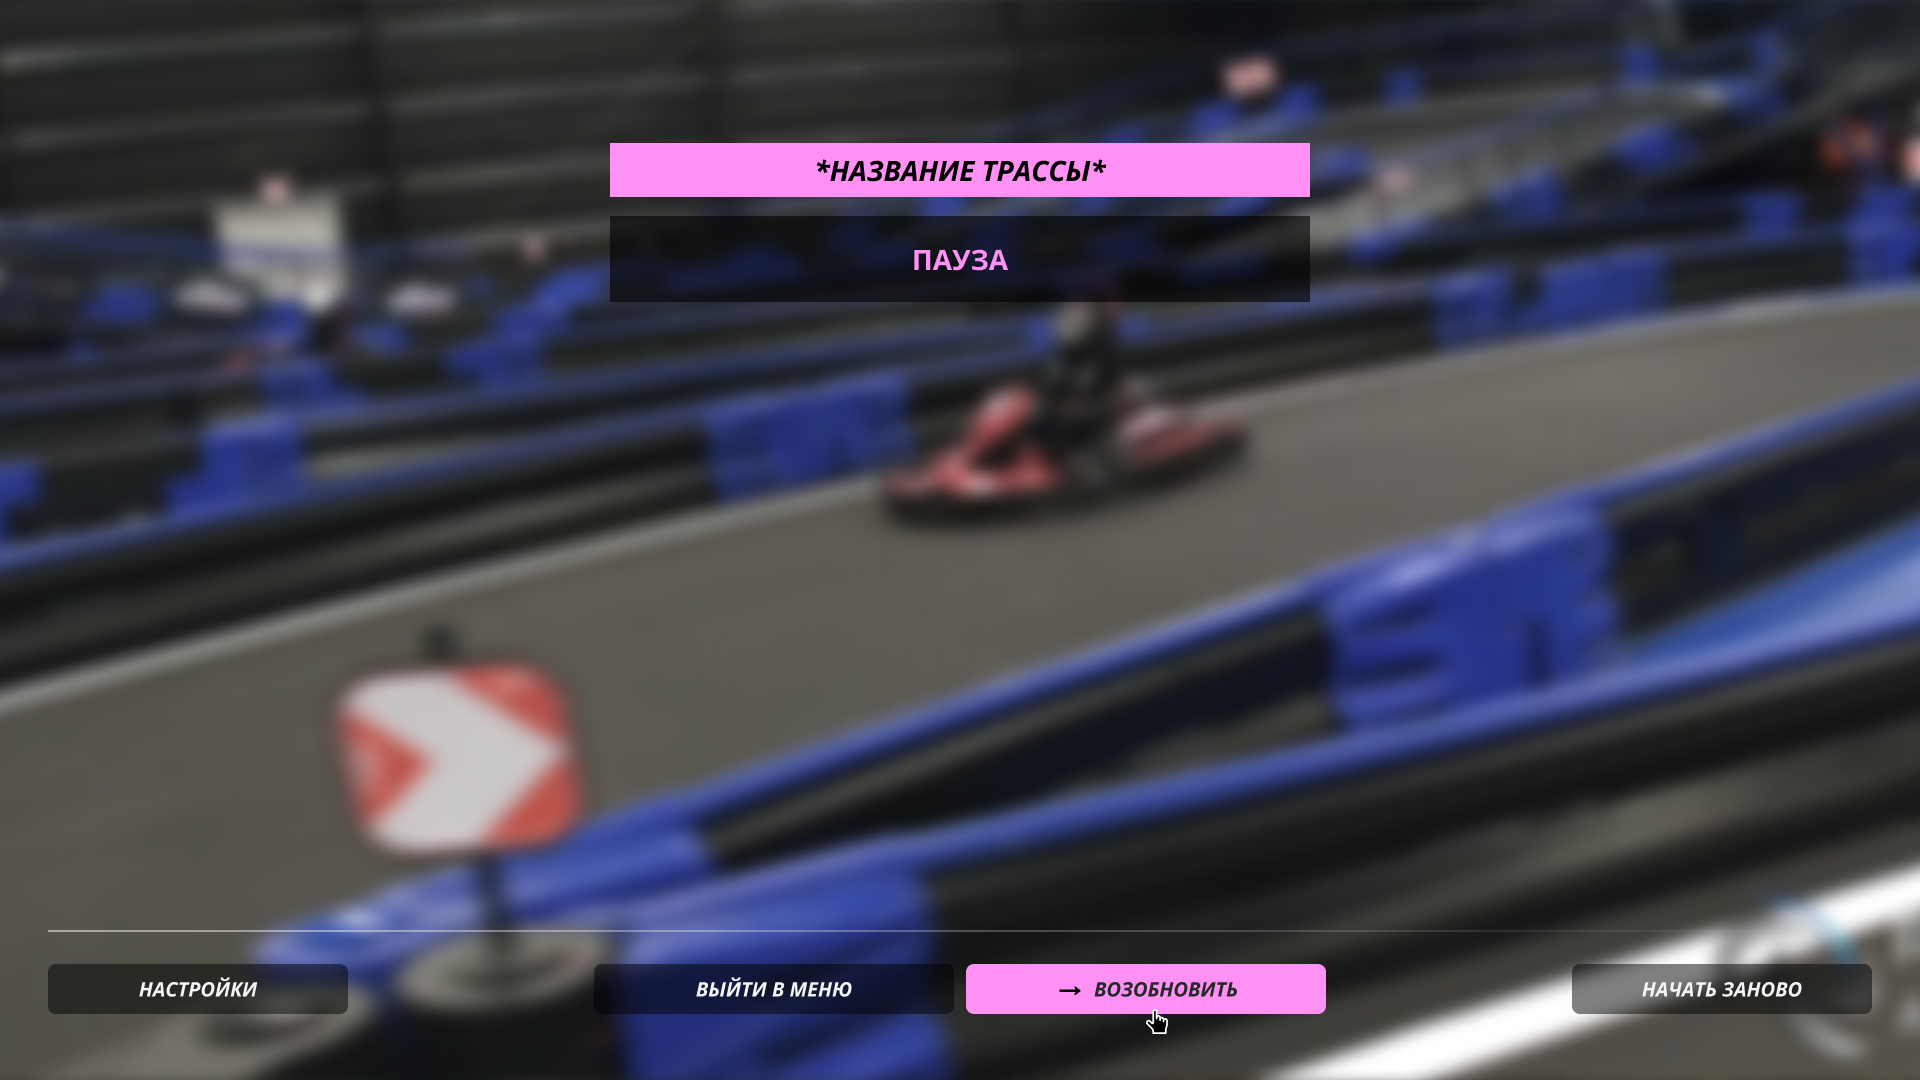 *НАЗВАНИЕ ТРАССЫ*
ПАУЗА
НАСТРОЙКИ
ВЫЙТИ В МЕНЮ
→ ВОЗОБНОВИТЬ
НАЧАТЬ ЗАНОВО